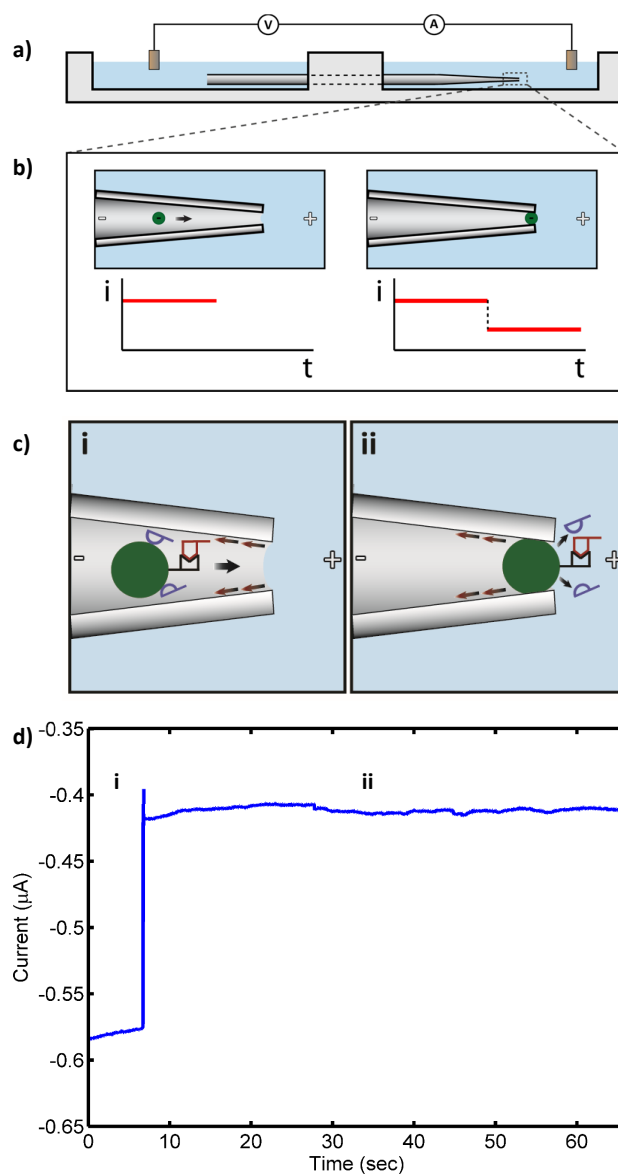 a)
V
A
b)
-
-
+
-
+
i
t
i
t
c)
i
-
+
ii
-
+
d)
-0.35
-0.4
-0.45
-0.5
-0.55
-0.6
-0.65
Current (μA)
i
ii
0
10
20
30
40
50
60
Time (sec)